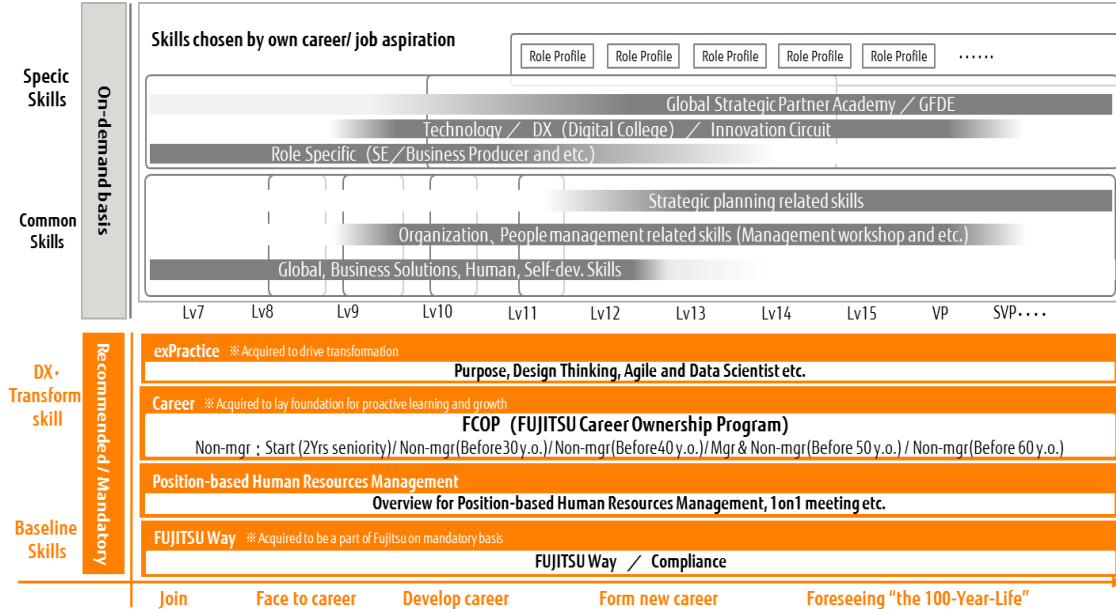 Skills chosen by own career/ job aspiration
Role Profile Role Profile Role Profile Role Profile Role Profile ‥‥‥
Specic
Skills
On-demand basis
Global Strategic Partner Academy ／ GFDE
Technology ／ DX（Digital College）／ Innovation Circuit
Role Specific（SE／Business Producer and etc.）
Common
Skills
Strategic planning related skills
Organization、People management related skills (Management workshop and etc.)
Global, Business Solutions, Human, Self-dev. Skills
Lv7 Lv8 Lv9 Lv10 Lv11 Lv12 Lv13 Lv14 Lv15 VP SVP････
DX・
Transform
skill
Baseline
Skills
Recommended / Mandatory
exPractice ※Acquired to drive transformation
Purpose, Design Thinking, Agile and Data Scientist etc.
Career ※Acquired to lay foundation for proactive learning and growth
FCOP（FUJITSU Career Ownership Program）
Non-mgr：Start (2Yrs seniority)/ Non-mgr(Before30 y.o.)/Non-mgr(Before40 y.o.)/ Mgr & Non-mgr(Before 50 y.o.) / Non-mgr(Before 60 y.o.)
Position-based Human Resources Management
Overview for Position-based Human Resources Management, 1on1 meeting etc.
FUJITSU Way ※Acquired to be a part of Fujitsu on mandatory basis
FUJITSU Way ／ Compliance
Join Face to career Develop career Form new career Foreseeing “the 100-Year-Life”